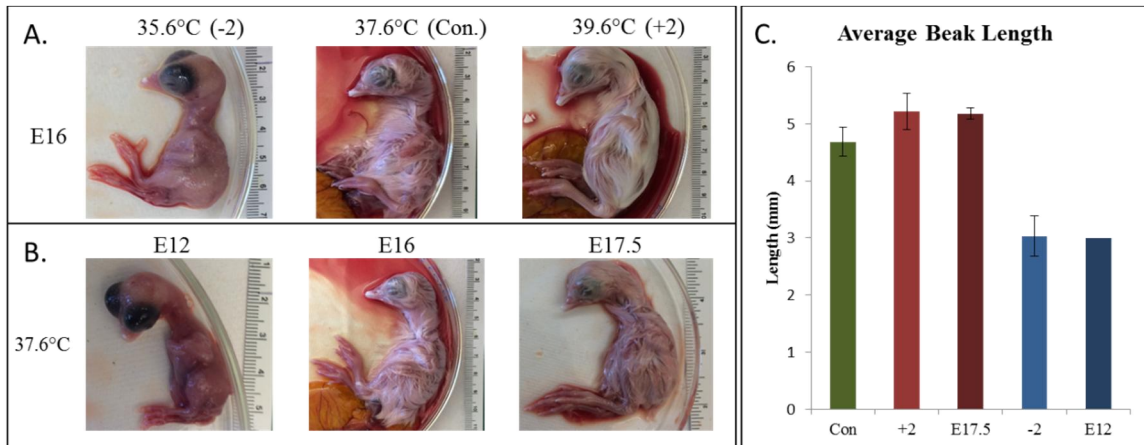 A.
35.6°C (-2)
37.6°C (Con.)
39.6°C (+2)
E16
B.
E12
E16
E17.5
37.6°C
C.
Average Beak Length
Length (mm)
6
5
4
3
2
1
0
Con
+2
E17.5
-2
E12